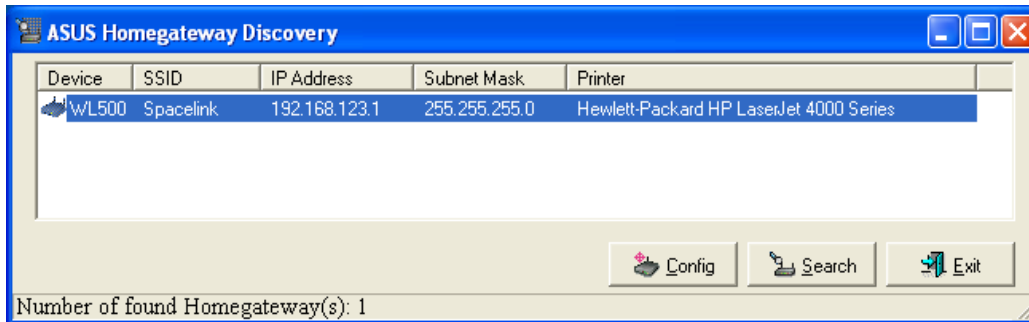 ASUS Homegateway Discovery
Device SSID IP Address Subnet Mask Printer
WL500 Spacelink 192.168.123.1 255.255.255.0 Hewlett-Packard HP LaserJet 4000 Series
Config Search Exit
Number of found Homegateway(s): 1